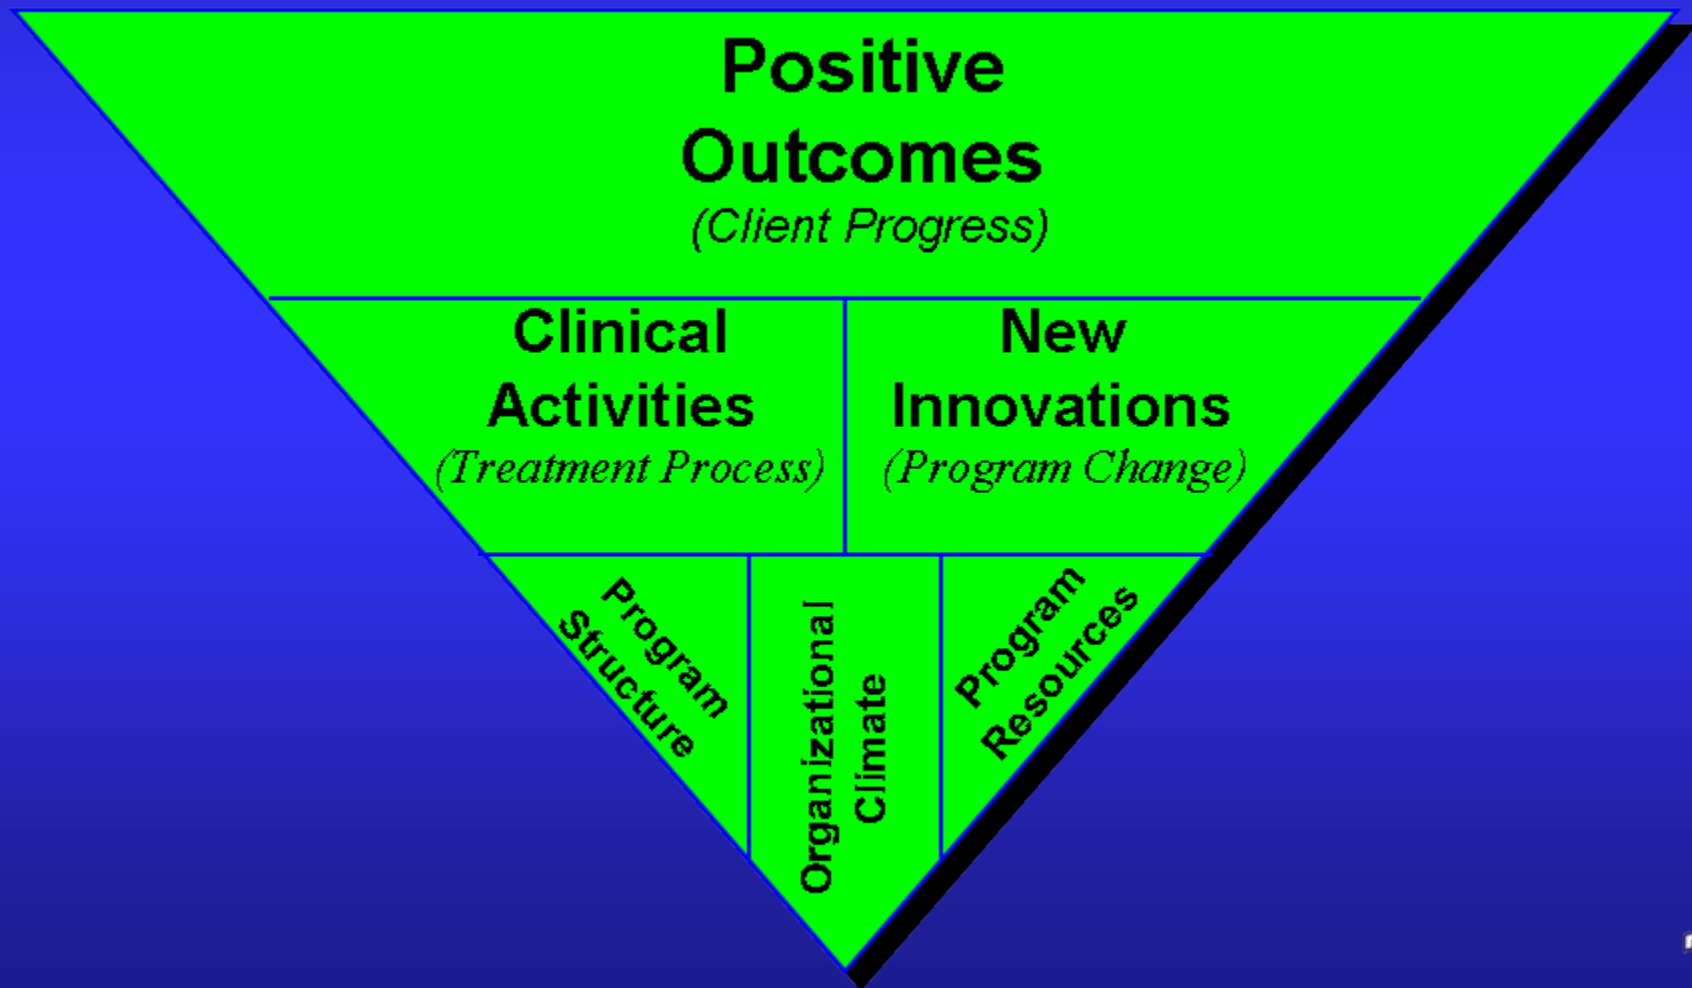 Positive
Outcomes
(Client Progress)
Clinical
Activities
(Treatment Process)
New
Innovations
(Program Change)
Program
Structure
Organizational
Climate
Program
Resources